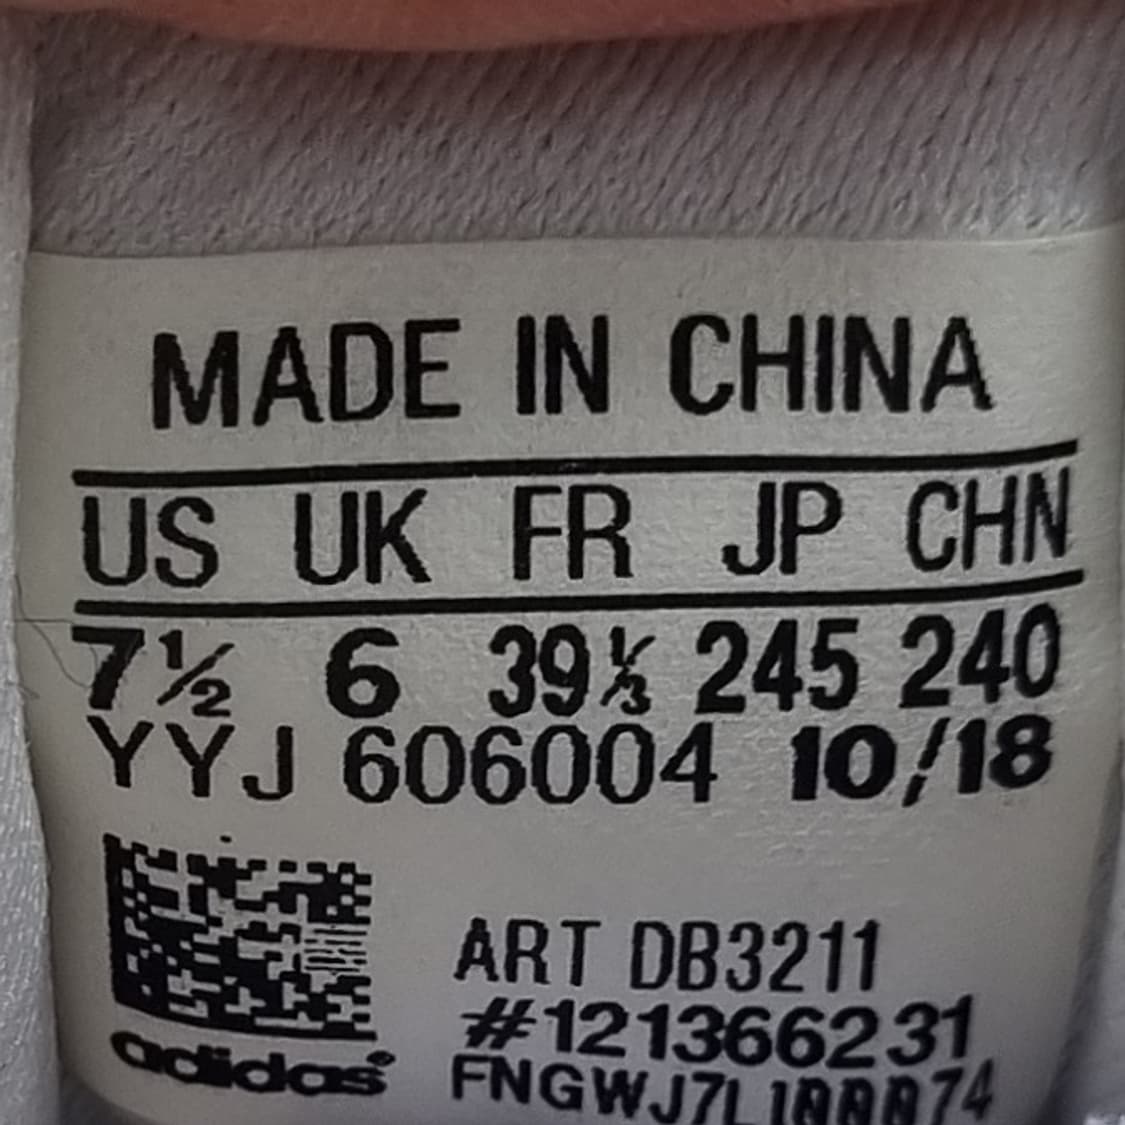 MADE IN CHINA
US UK FR JP CHN
7½ 6 39⅓ 245 240
YYJ 606004 10/18
ART DB3211
#121366231
adidas